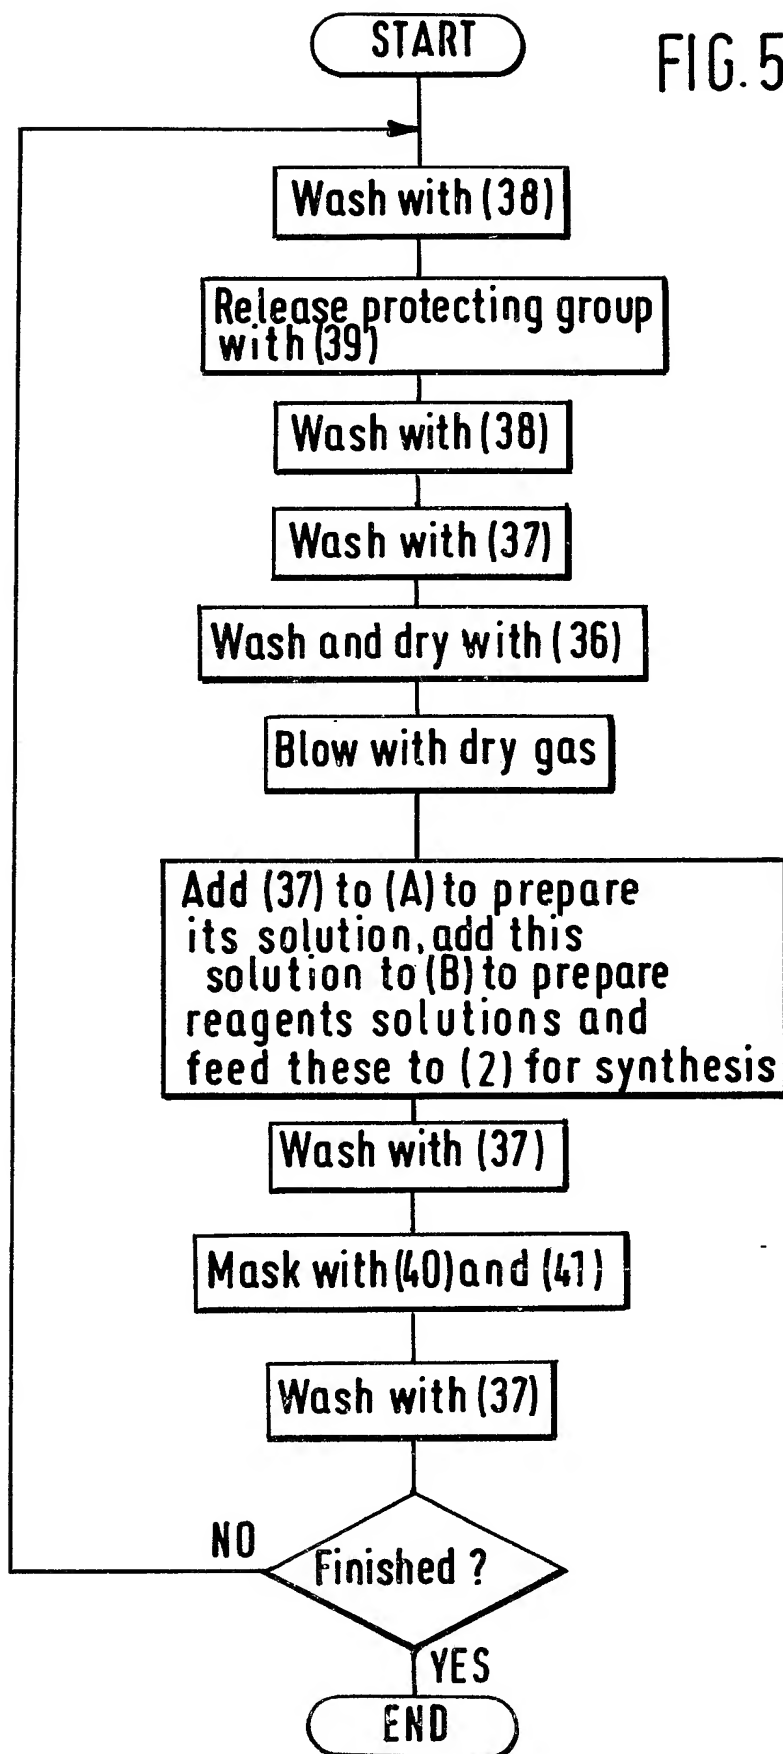 START
FIG. 5
Wash with (38)
Release protecting group
with (39)
Wash with (38)
Wash with (37)
Wash and dry with (36)
Blow with dry gas
Add (37) to (A) to prepare
its solution, add this
solution to (B) to prepare
reagents solutions and
feed these to (2) for synthesis
Wash with (37)
Mask with (40) and (41)
Wash with (37)
NO
Finished ?
YES
END